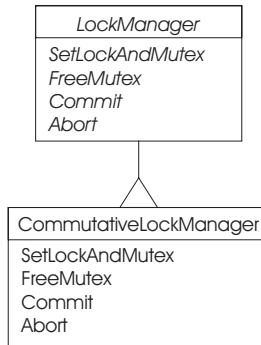 LockManager
SetLockAndMutex
FreeMutex
Commit
Abort
CommutativeLockManager
SetLockAndMutex
FreeMutex
Commit
Abort